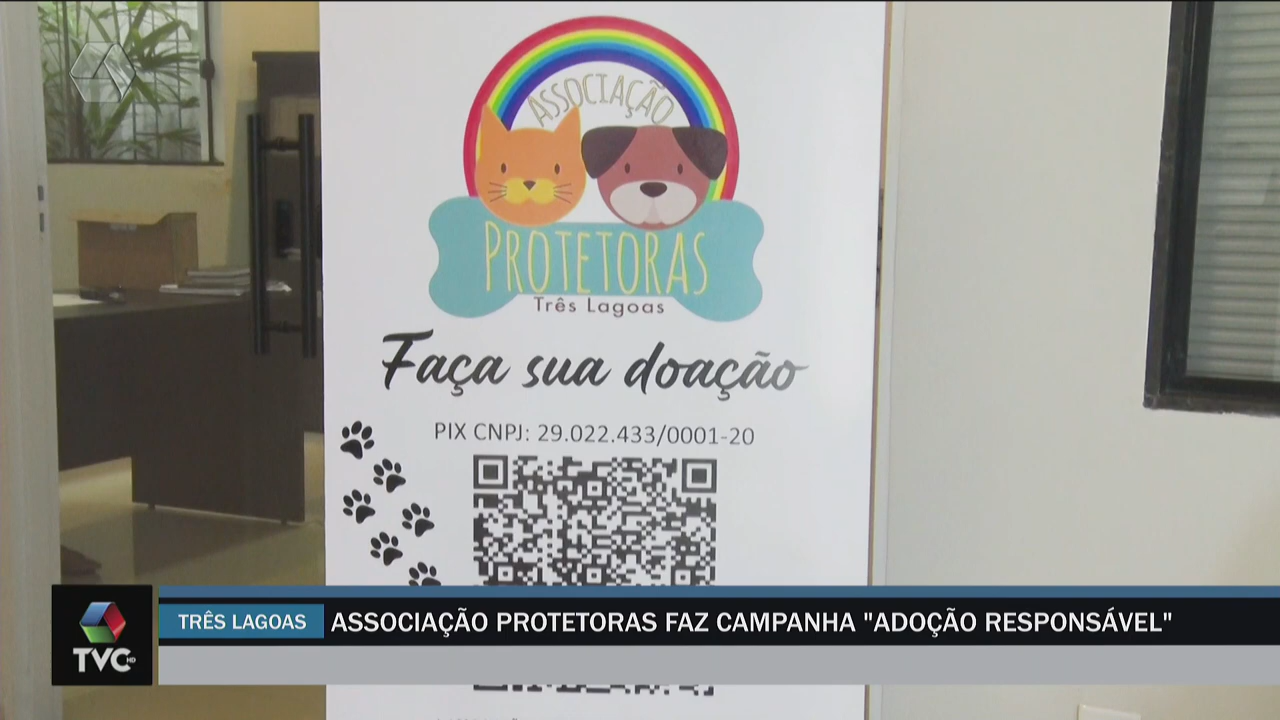 ASSOCIAÇÃO
PROTETORAS
Três Lagoas
Faça sua doação
PIX CNPJ: 29.022.433/0001-20
TRÊS LAGOAS
ASSOCIAÇÃO PROTETORAS FAZ CAMPANHA "ADOÇÃO RESPONSÁVEL"
TVC HD